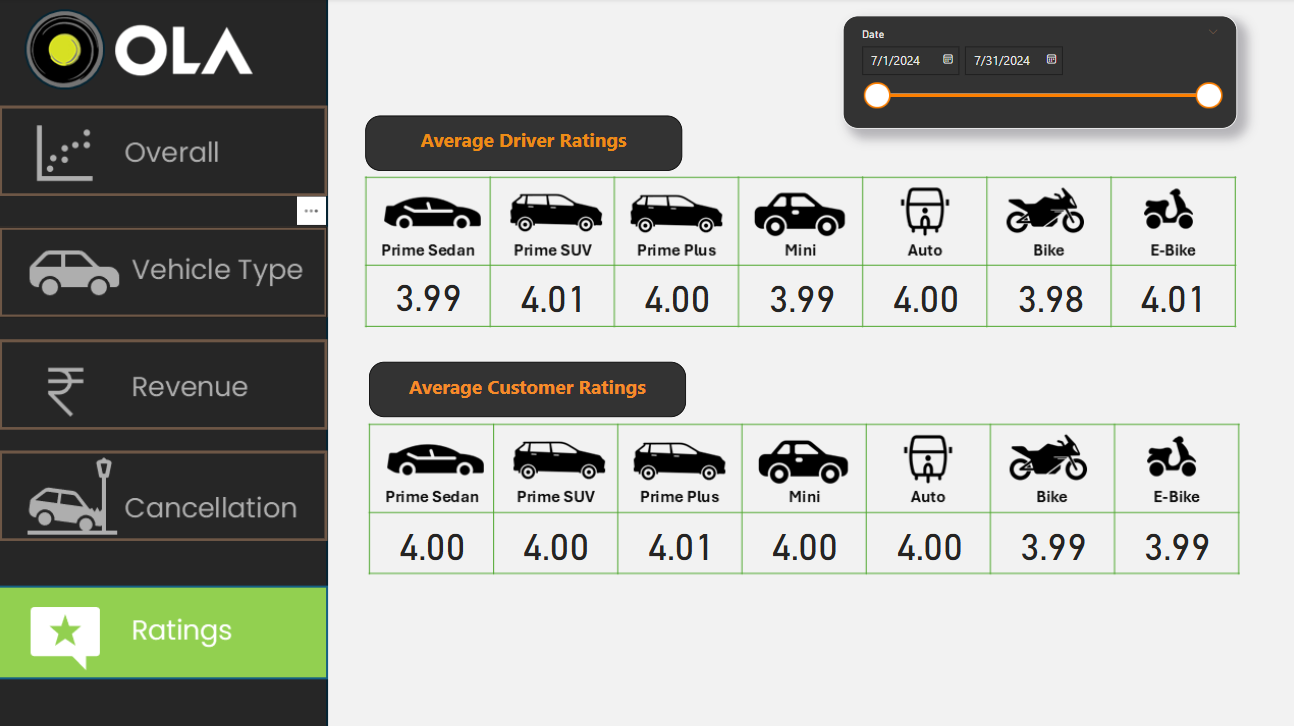 OLA
Date
7/1/2024 7/31/2024
Overall
...
Vehicle Type
Revenue
Cancellation
Ratings
Average Driver Ratings
Prime Sedan Prime SUV Prime Plus Mini Auto Bike E-Bike
3.99 4.01 4.00 3.99 4.00 3.98 4.01
Average Customer Ratings
Prime Sedan Prime SUV Prime Plus Mini Auto Bike E-Bike
4.00 4.00 4.01 4.00 4.00 3.99 3.99